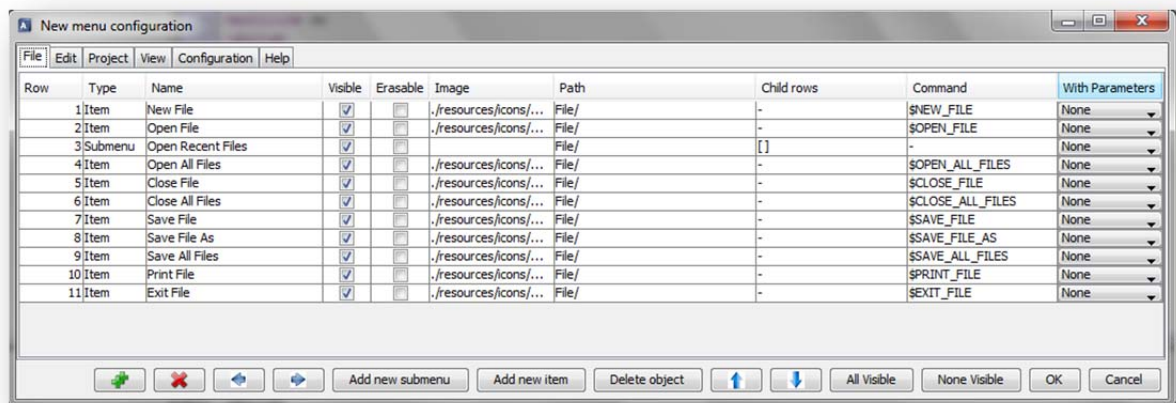 New menu configuration
File Edit Project View Configuration Help
Row Type Name Visible Erasable Image Path Child rows Command With Parameters
1 Item New File ./resources/icons/... File/ - $NEW_FILE None
2 Item Open File ./resources/icons/... File/ - $OPEN_FILE None
3 Submenu Open Recent Files File/ [ ] - None
4 Item Open All Files ./resources/icons/... File/ - $OPEN_ALL_FILES None
5 Item Close File ./resources/icons/... File/ - $CLOSE_FILE None
6 Item Close All Files ./resources/icons/... File/ - $CLOSE_ALL_FILES None
7 Item Save File ./resources/icons/... File/ - $SAVE_FILE None
8 Item Save File As ./resources/icons/... File/ - $SAVE_FILE_AS None
9 Item Save All Files ./resources/icons/... File/ - $SAVE_ALL_FILES None
10 Item Print File ./resources/icons/... File/ - $PRINT_FILE None
11 Item Exit File ./resources/icons/... File/ - $EXIT_FILE None
Add new submenu Add new item Delete object All Visible None Visible OK Cancel